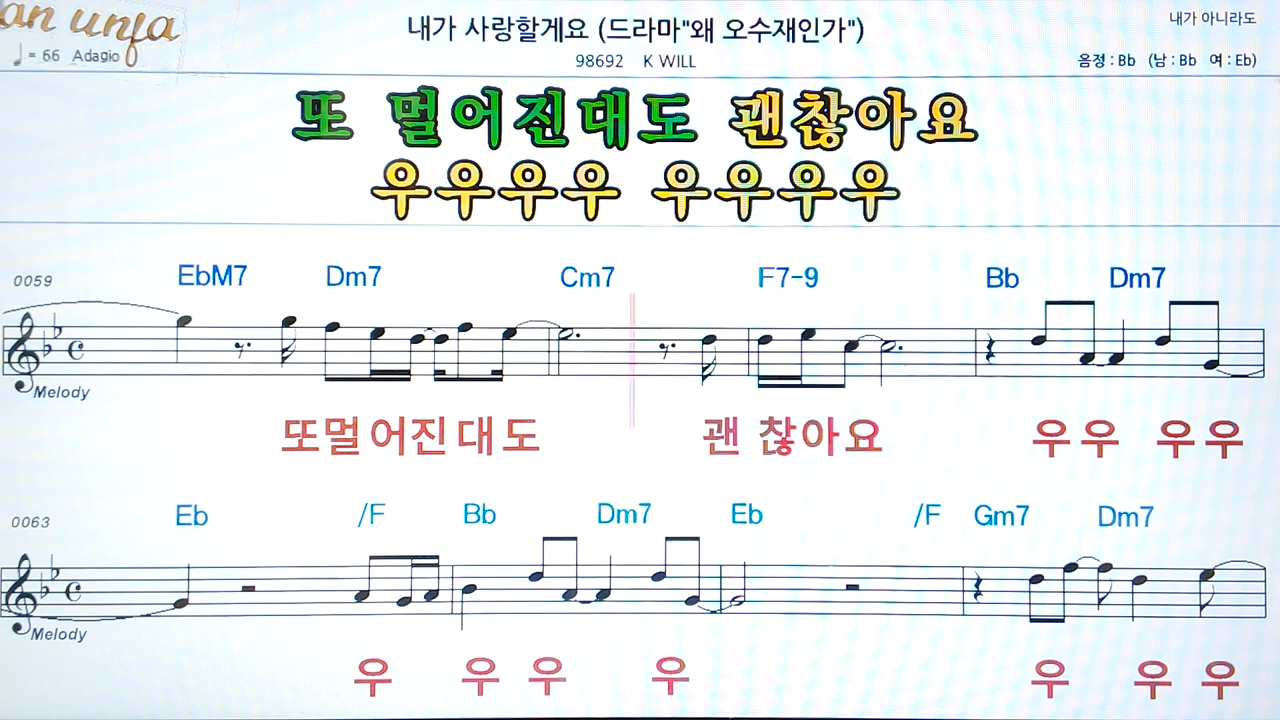 an unfa
내가 사랑할게요 (드라마"왜 오수재인가")
내가 아니라도
♩= 66 Adagio
98692 K WILL
음정 : Bb (남 : Bb 여 : Eb)
또 멀어진대도 괜찮아요
우우우우 우우우우
0059 EbM7 Dm7 Cm7 F7-9 Bb Dm7
Melody
또멀어진대도 괜찮아요 우우 우우
0063 Eb /F Bb Dm7 Eb /F Gm7 Dm7
Melody
우 우 우 우 우 우 우